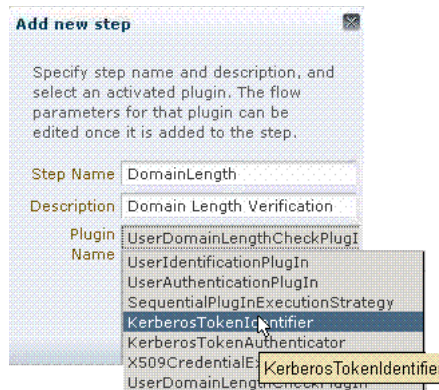 Add new step
Specify step name and description, and
select an activated plugin. The flow
parameters for that plugin can be
edited once it is added to the step.
Step Name DomainLength
Description Domain Length Verification
Plugin Name UserDomainLengthCheckPlugI
UserIdentificationPlugIn
UserAuthenticationPlugIn
SequentialPlugInExecutionStrategy
KerberosTokenIdentifier
KerberosTokenAuthenticator
X509CredentialEx
KerberosTokenIdentifie
UserDomainLengthCheckPlugIn